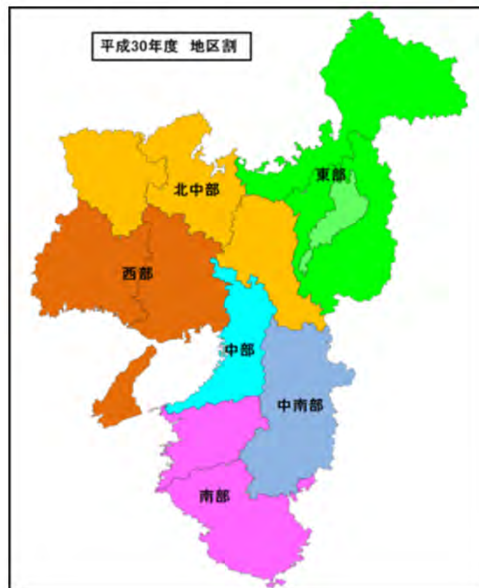 平成30年度 地区割
東部
北中部
西部
中部
中南部
南部